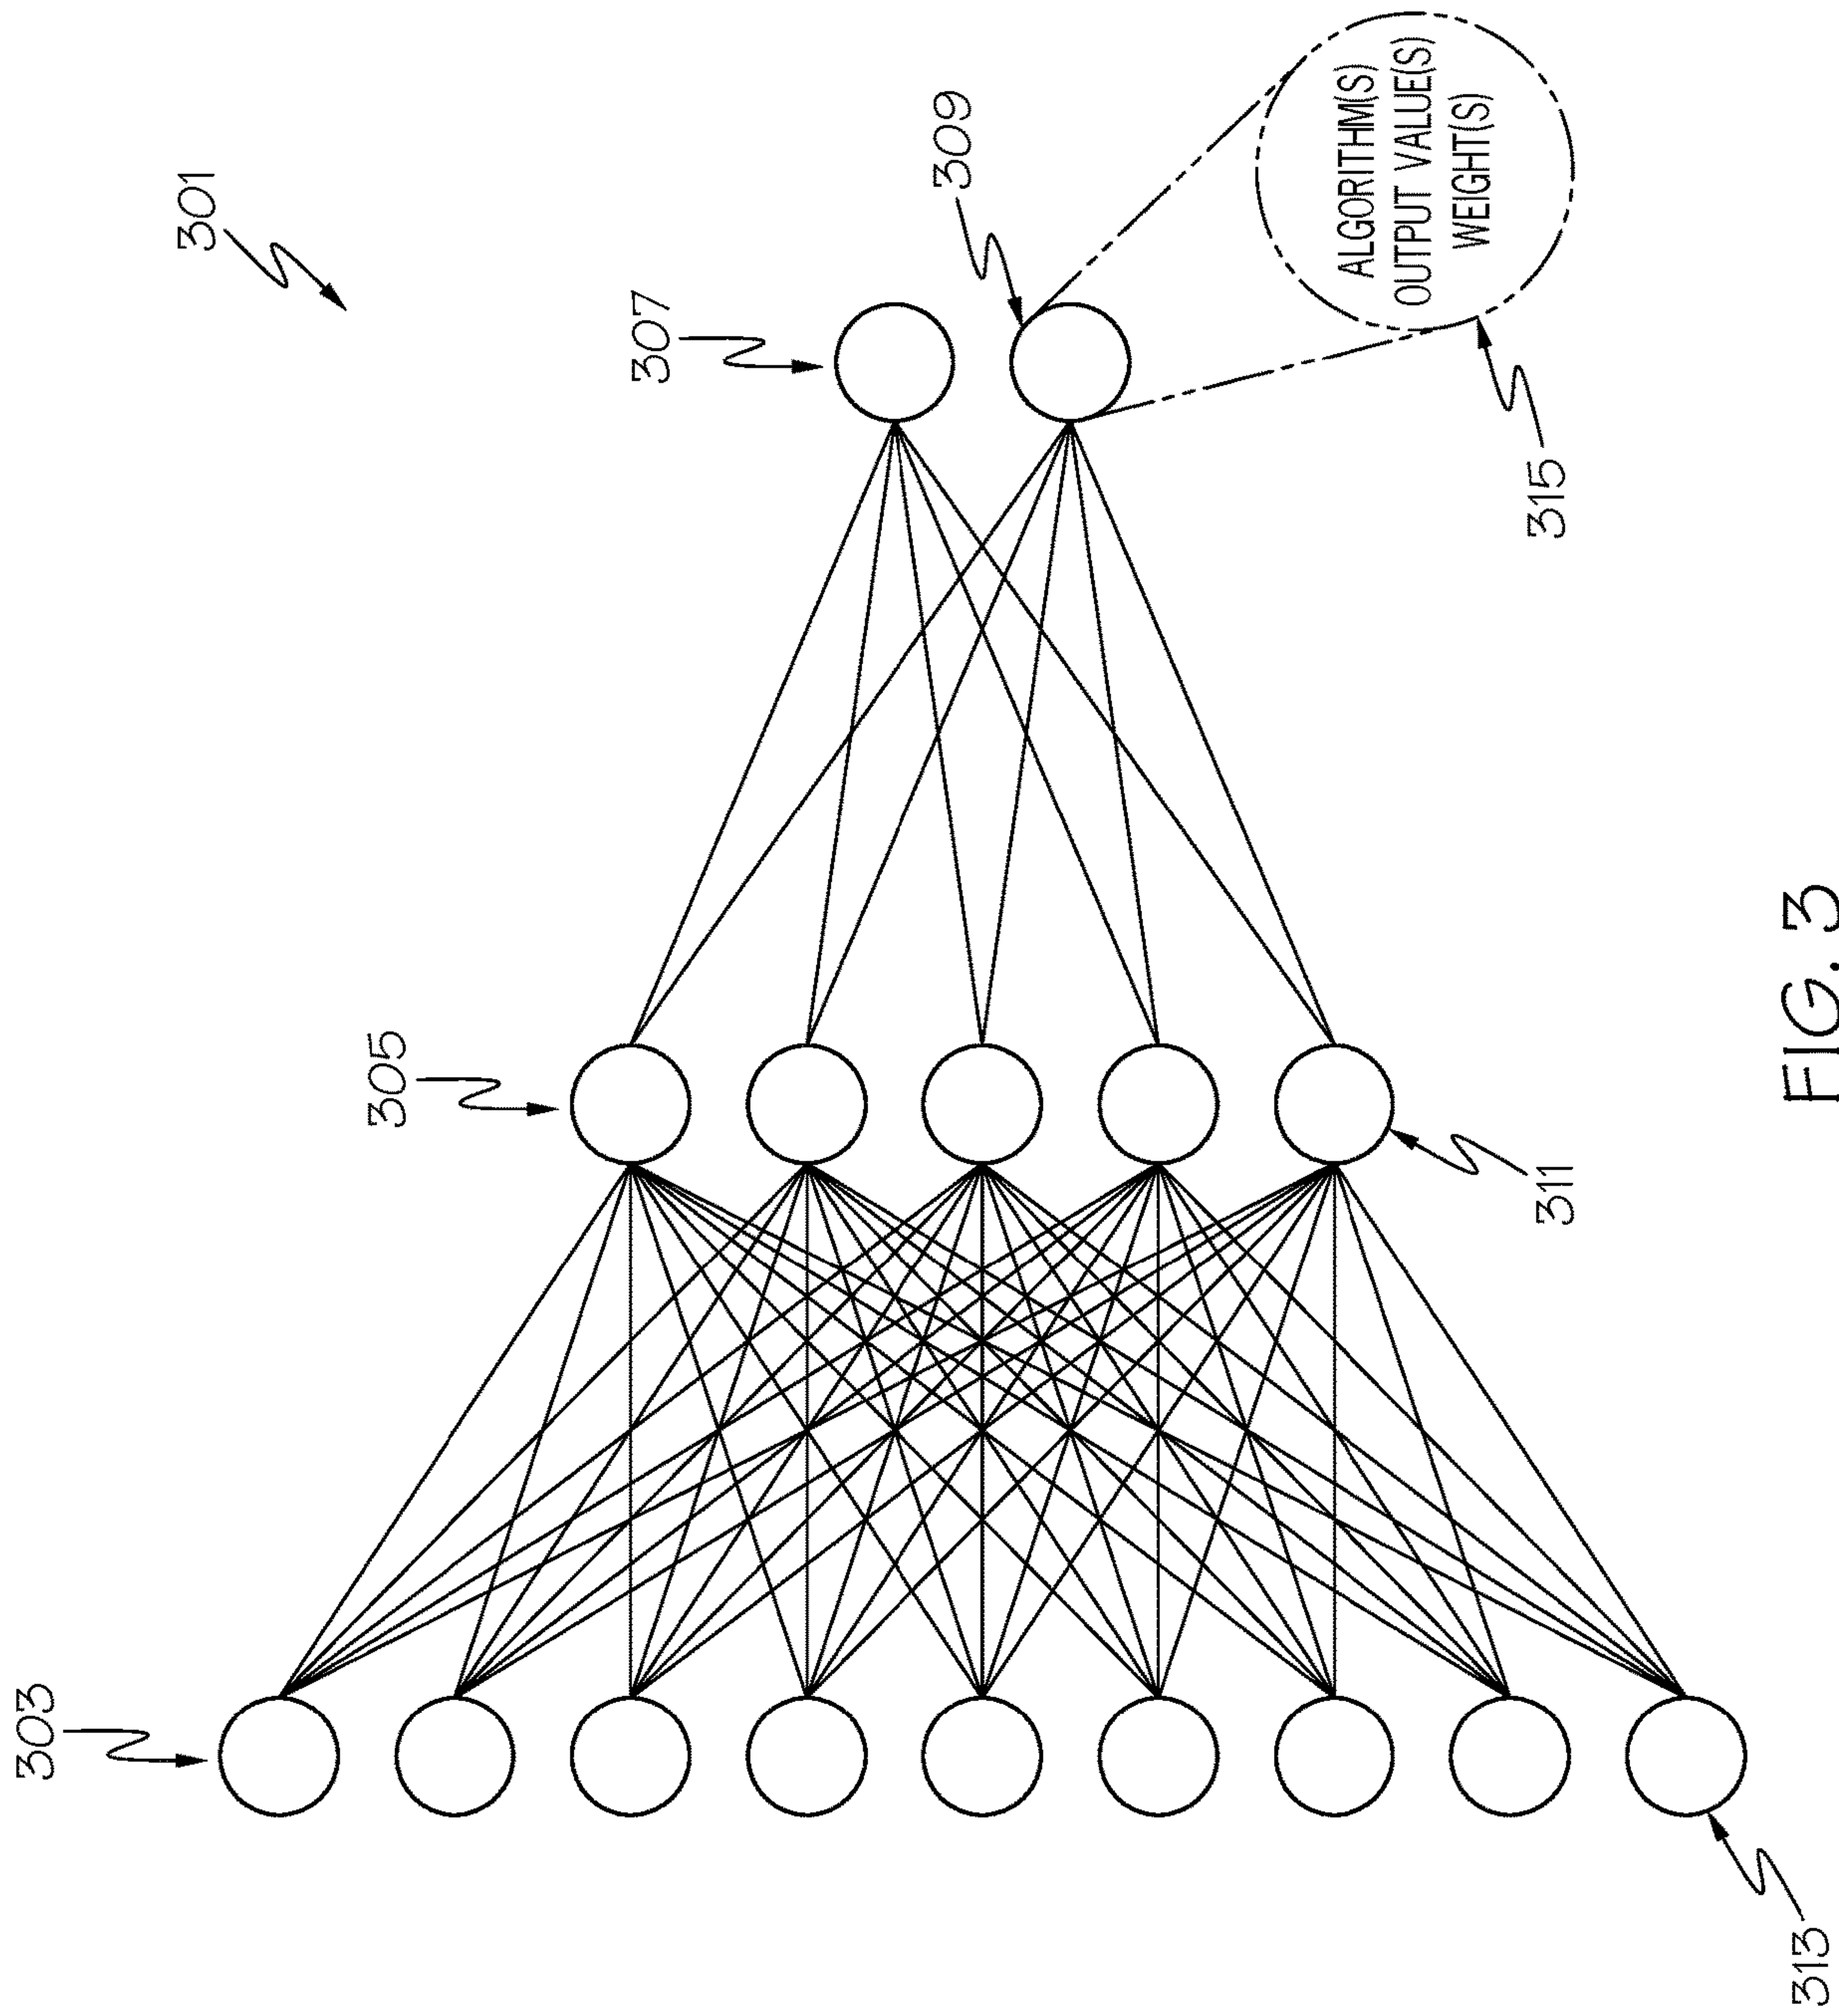 301
303
305
307
309
311
313
315
ALGORITHM(S)
OUTPUT VALUE(S)
WEIGHT(S)
FIG. 3